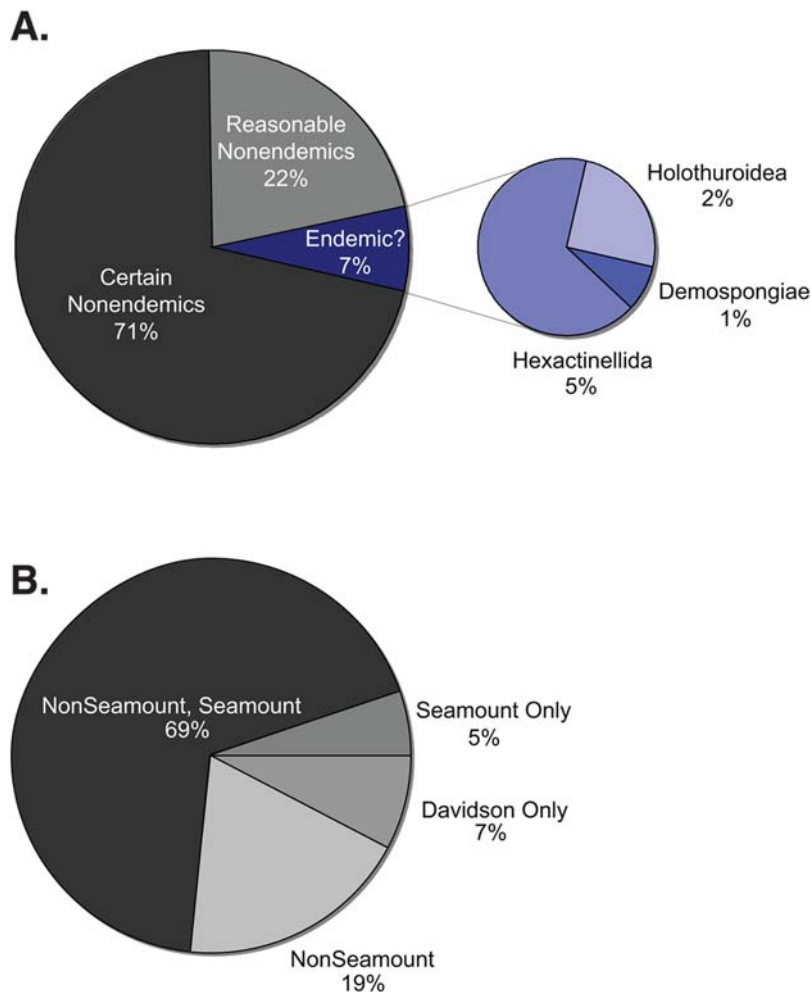 A.
Reasonable
Nonendemics
22%
Endemic?
7%
Certain
Nonendemics
71%
Holothuroidea
2%
Demospongiae
1%
Hexactinellida
5%
B.
NonSeamount, Seamount
69%
Seamount Only
5%
Davidson Only
7%
NonSeamount
19%